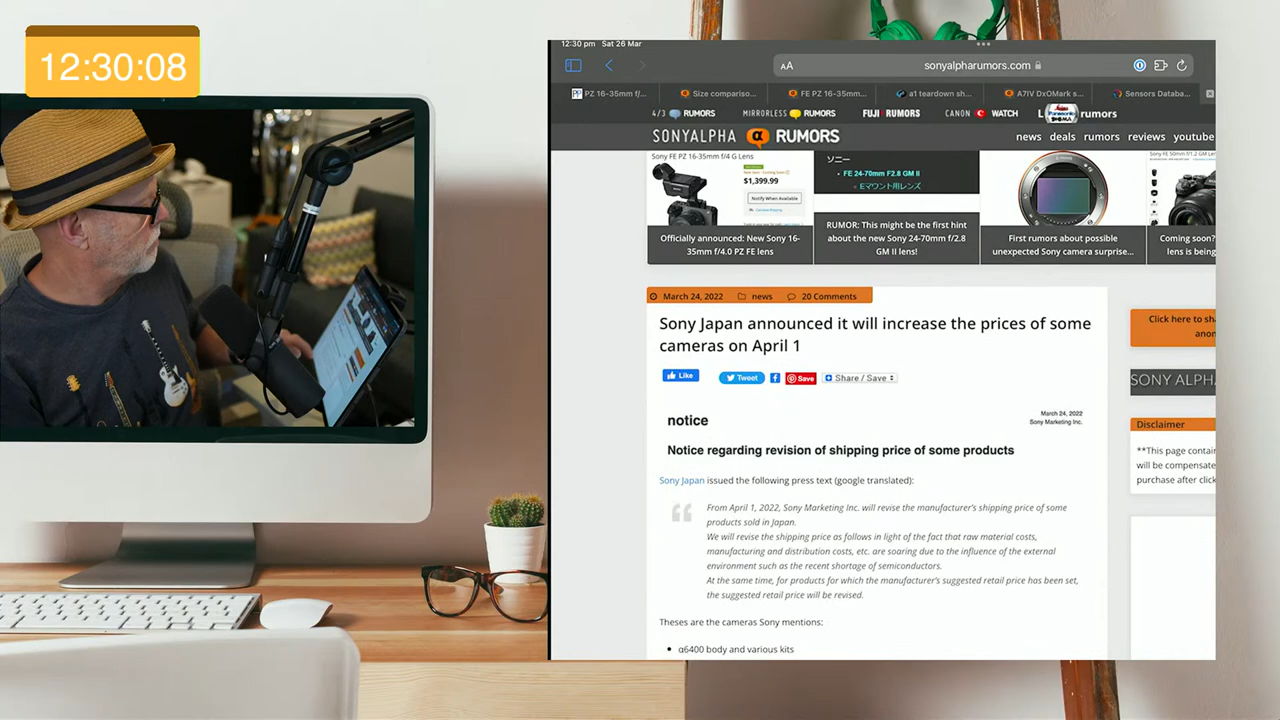 12:30:08
12:30 pm Sat 26 Mar
AA
sonyalpharumors.com
PZ 16-35mm f/...
Size compariso...
FE PZ 16-35mm...
a1 teardown sh...
A7IV DxOMark s...
Sensors Databa...
4/3 RUMORS
MIRRORLESS RUMORS
FUJI RUMORS
CANON WATCH
L rumors
SONYALPHA α RUMORS
news deals rumors reviews youtube
Sony FE PZ 16-35mm f/4 G Lens
$1,399.99
Notify When Available
Officially announced: New Sony 16-
35mm f/4.0 PZ FE lens
ソニー
• FE 24-70mm F2.8 GM II
Eマウント用レンズ
RUMOR: This might be the first hint
about the new Sony 24-70mm f/2.8
GM II lens!
First rumors about possible
unexpected Sony camera surprise...
Sony FE 50mm f/1.2 GM
Coming soon?
lens is being
March 24, 2022 news 20 Comments
Sony Japan announced it will increase the prices of some
cameras on April 1
Like Tweet Save Share / Save
notice
March 24, 2022
Sony Marketing Inc.
Notice regarding revision of shipping price of some products
Sony Japan issued the following press text (google translated):
From April 1, 2022, Sony Marketing Inc. will revise the manufacturer's shipping price of some
products sold in Japan.
We will revise the shipping price as follows in light of the fact that raw material costs,
manufacturing and distribution costs, etc. are soaring due to the influence of the external
environment such as the recent shortage of semiconductors.
At the same time, for products for which the manufacturer's suggested retail price has been set,
the suggested retail price will be revised.
Theses are the cameras Sony mentions:
• α6400 body and various kits
Click here to sh
anon
SONY ALPHA
Disclaimer
**This page contain
will be compensate
purchase after click